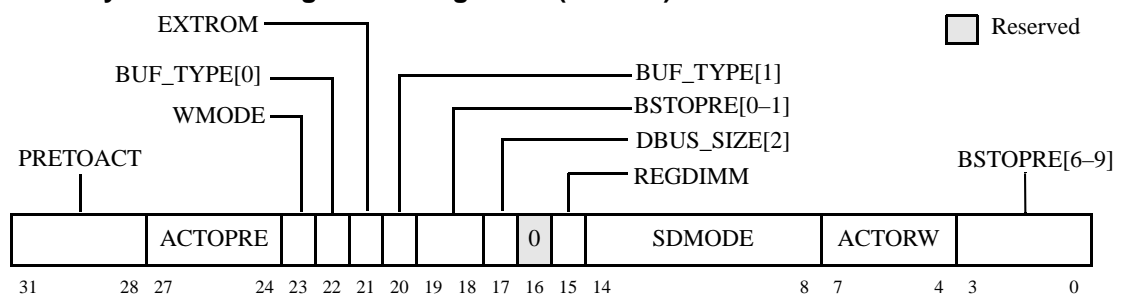 EXTROM
Reserved
BUF_TYPE[0]
BUF_TYPE[1]
WMODE
BSTOPRE[0–1]
DBUS_SIZE[2]
PRETOACT
REGDIMM
BSTOPRE[6–9]
ACTOPRE
0
SDMODE
ACTORW
31 28 27 24 23 22 21 20 19 18 17 16 15 14 8 7 4 3 0